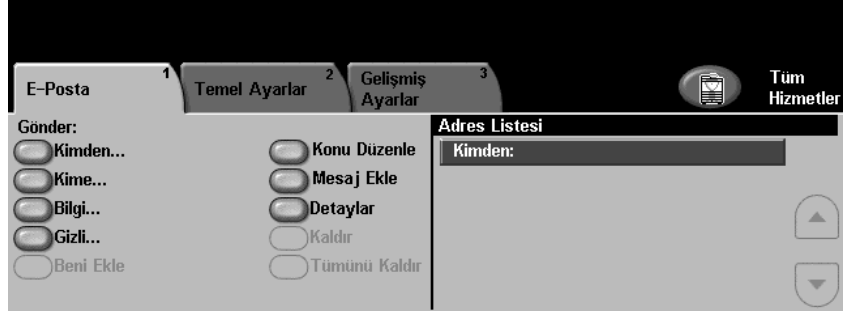 E-Posta
1
Temel Ayarlar
2
Gelişmiş
Ayarlar
3
Tüm
Hizmetler
Gönder:
Kimden...
Kime...
Bilgi...
Gizli...
Beni Ekle
Konu Düzenle
Mesaj Ekle
Detaylar
Kaldır
Tümünü Kaldır
Adres Listesi
Kimden: